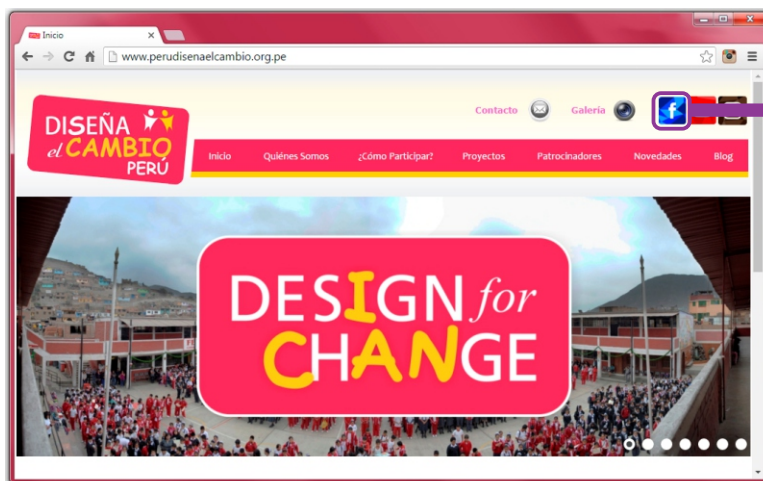 Inicio
www.perudisenaelcambio.org.pe
Contacto
Galería
f
DISEÑA
el CAMBIO
PERÚ
Inicio
Quiénes Somos
¿Cómo Participar?
Proyectos
Patrocinadores
Novedades
Blog
DESIGN for
CHANGE